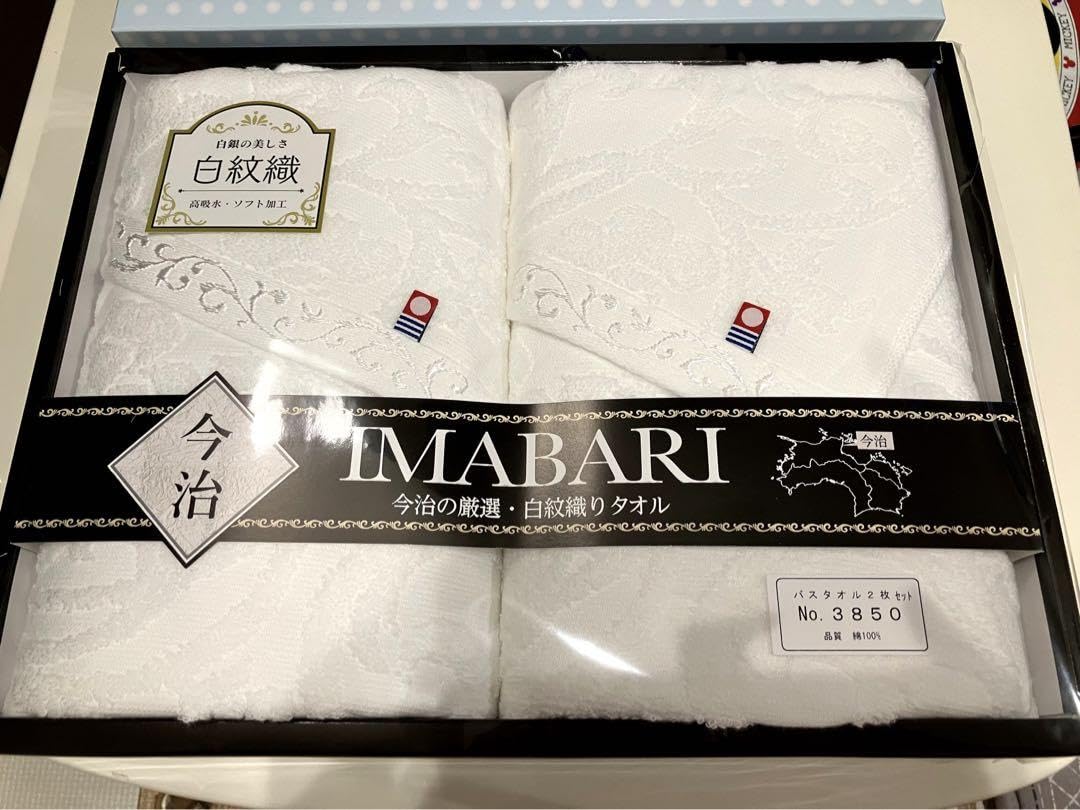 MICKEY
MICKEY
白銀の美しさ
白紋織
高吸水・ソフト加工
今治
IMABARI
今治の厳選・白紋織りタオル
今治
バスタオル2枚セット
No.3850
品質 綿100%